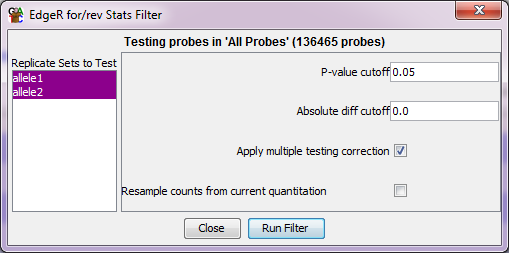 EdgeR for/rev Stats Filter
Testing probes in 'All Probes' (136465 probes)
Replicate Sets to Test
allele1
allele2
P-value cutoff 0.05
Absolute diff cutoff 0.0
Apply multiple testing correction
Resample counts from current quantitation
Close Run Filter